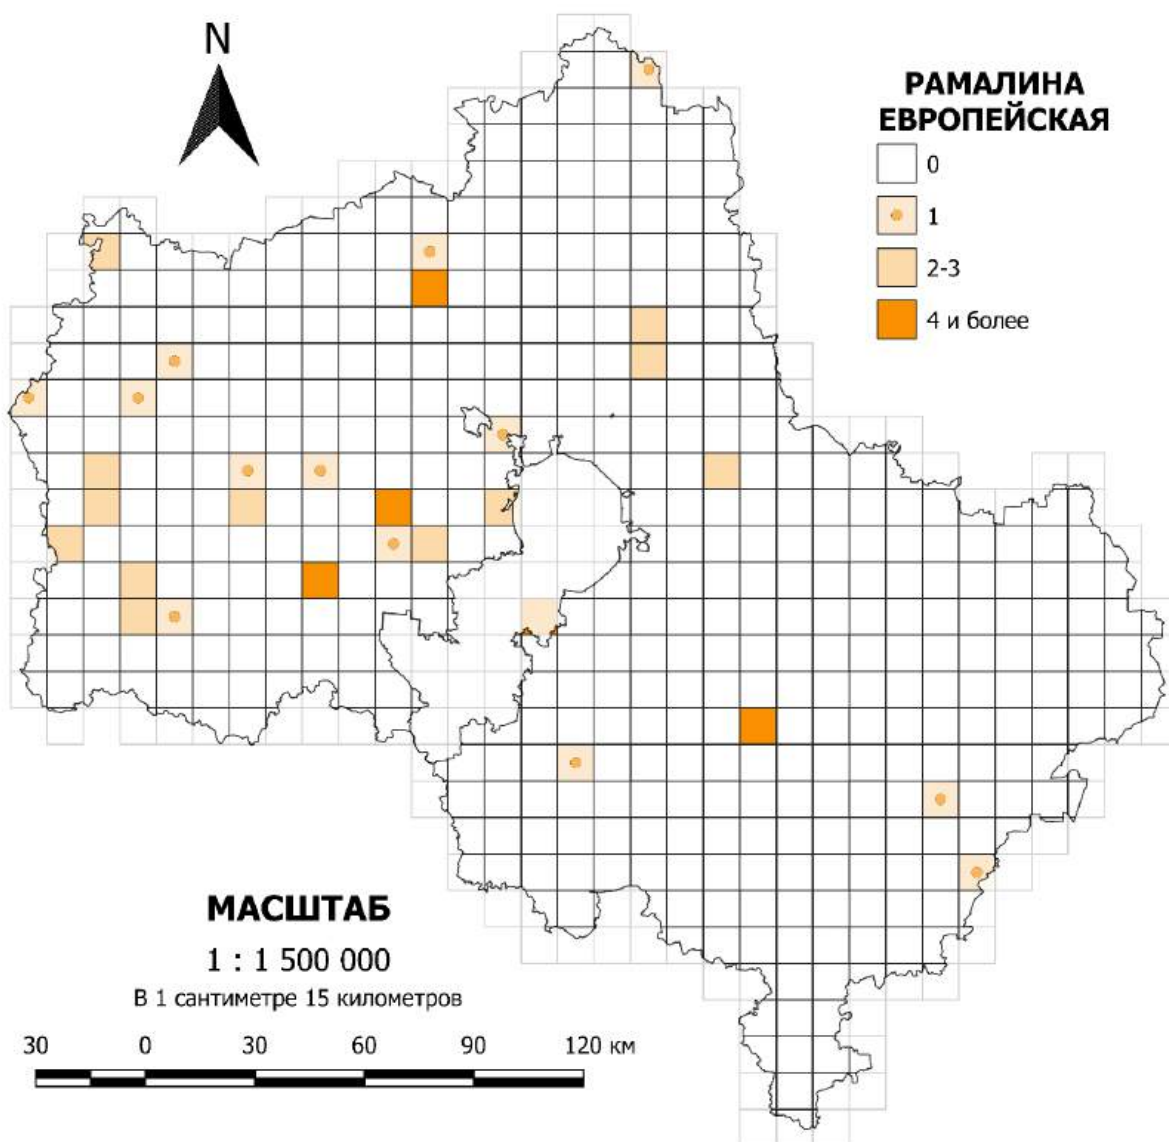 N
РАМАЛИНА
ЕВРОПЕЙСКАЯ
0
1
2-3
4 и более
МАСШТАБ
1 : 1 500 000
В 1 сантиметре 15 километров
30 0 30 60 90 120 км